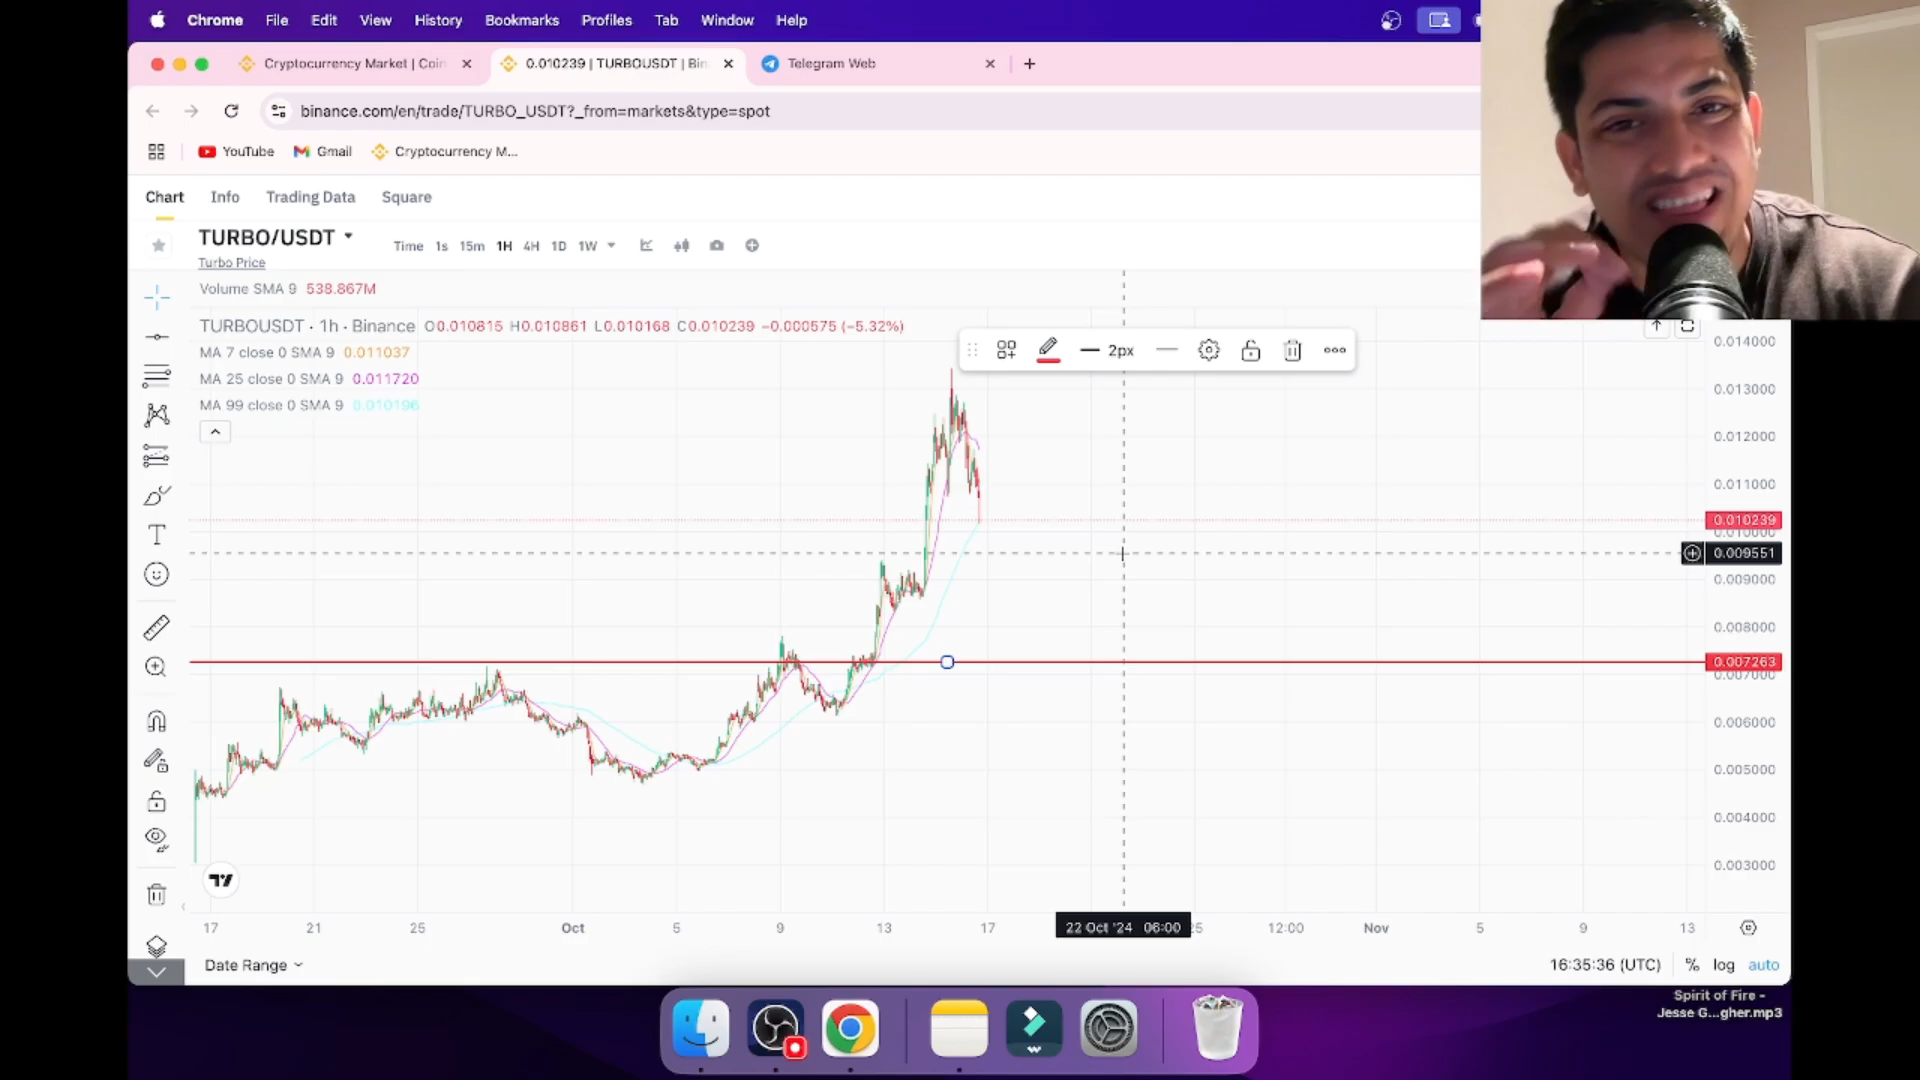 Chrome File Edit View History Bookmarks Profiles Tab Window Help
Cryptocurrency Market | Coin 0.010239 | TURBOUSDT | Bin Telegram Web
binance.com/en/trade/TURBO_USDT?_from=markets&type=spot
YouTube Gmail Cryptocurrency M...
Chart Info Trading Data Square
TURBO/USDT Time 1s 15m 1H 4H 1D 1W
Turbo Price
Volume SMA 9 538.867M
TURBOUSDT · 1h · Binance O0.010815 H0.010861 L0.010168 C0.010239 −0.000575 (−5.32%)
MA 7 close 0 SMA 9 0.011037
MA 25 close 0 SMA 9 0.011720
MA 99 close 0 SMA 9 0.010196
2px
0.014000
0.013000
0.012000
0.011000
0.010239
0.010000
0.009551
0.009000
0.008000
0.007263
0.007000
0.006000
0.005000
0.004000
0.003000
17 21 25 Oct 5 9 13 17 22 Oct '24 06:00 25 12:00 Nov 5 9 13
Date Range 16:35:36 (UTC) % log auto
Spirit of Fire -
Jesse G...gher.mp3